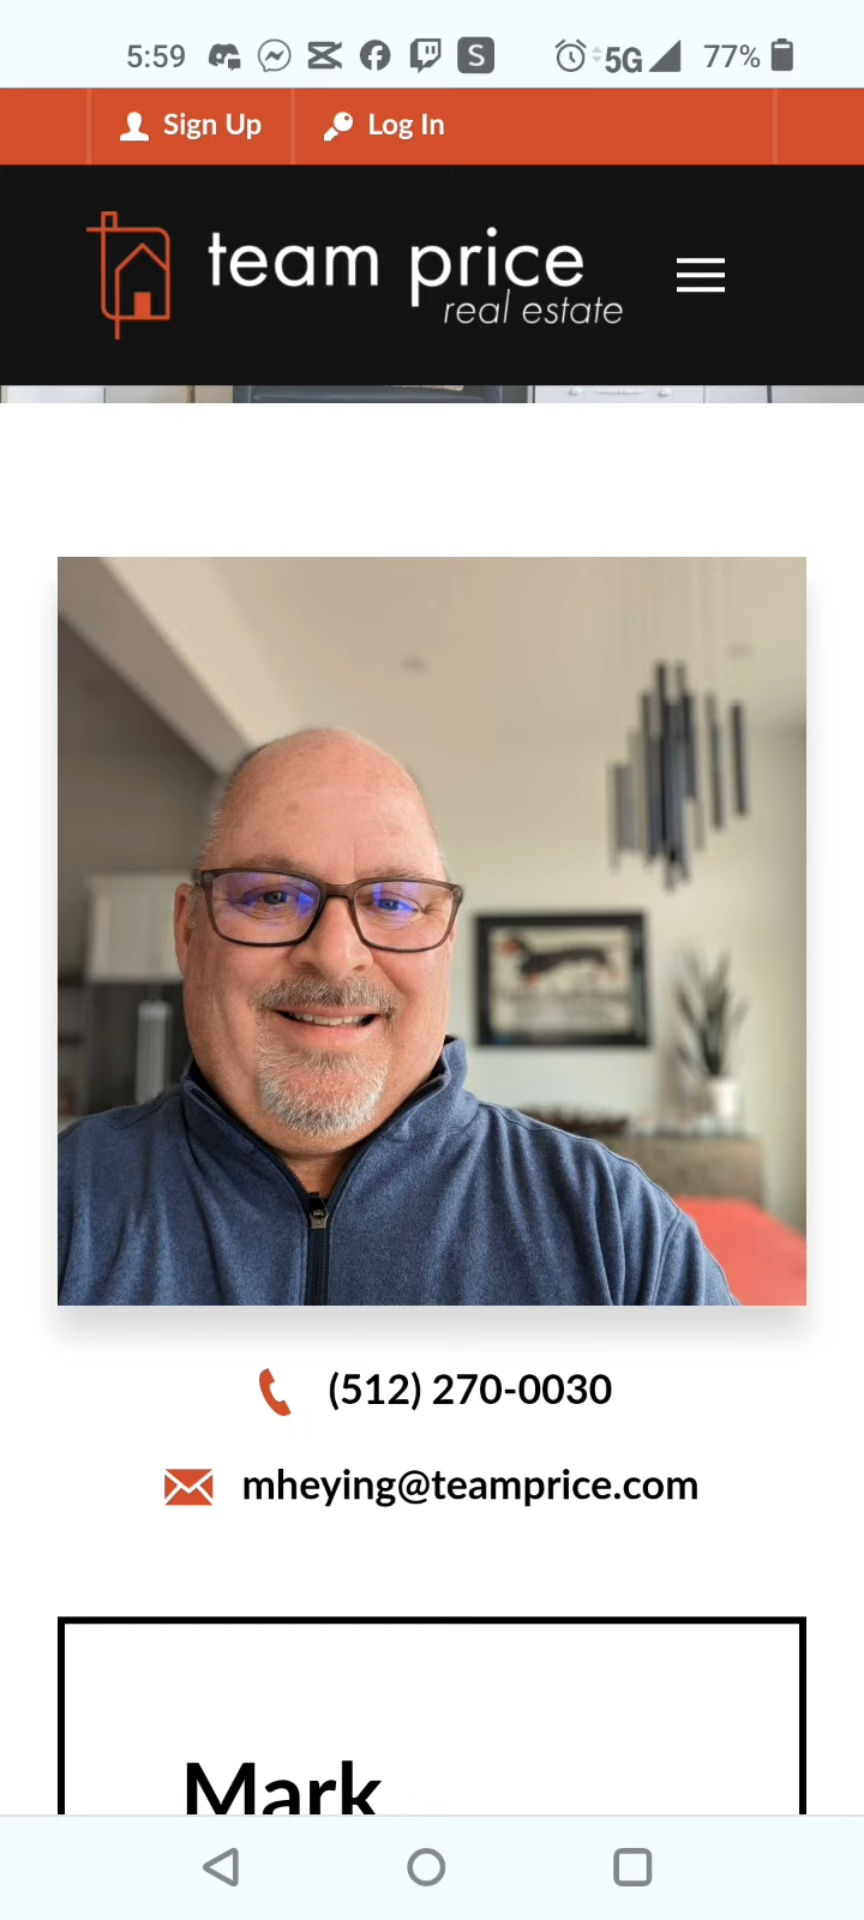 5:59
S
5G
77%
Sign Up
Log In
team price
real estate
(512) 270-0030
mheying@teamprice.com
Mark